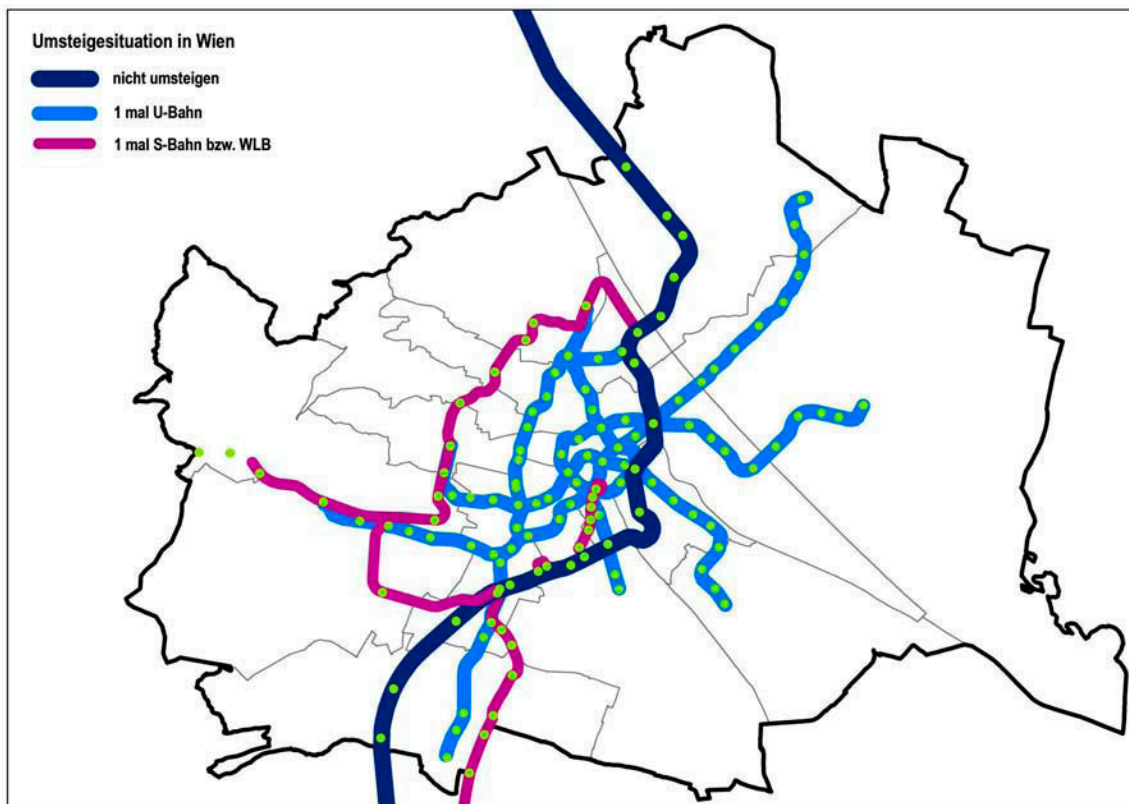 Umsteigesituation in Wien
nicht umsteigen
1 mal U-Bahn
1 mal S-Bahn bzw. WLB